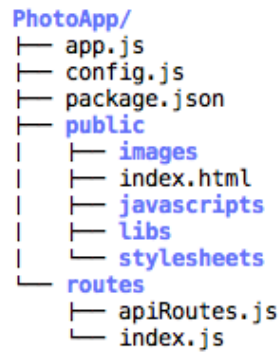 PhotoApp/
├── app.js
├── config.js
├── package.json
├── public
│   ├── images
│   ├── index.html
│   ├── javascripts
│   ├── libs
│   └── stylesheets
└── routes
    ├── apiRoutes.js
    └── index.js